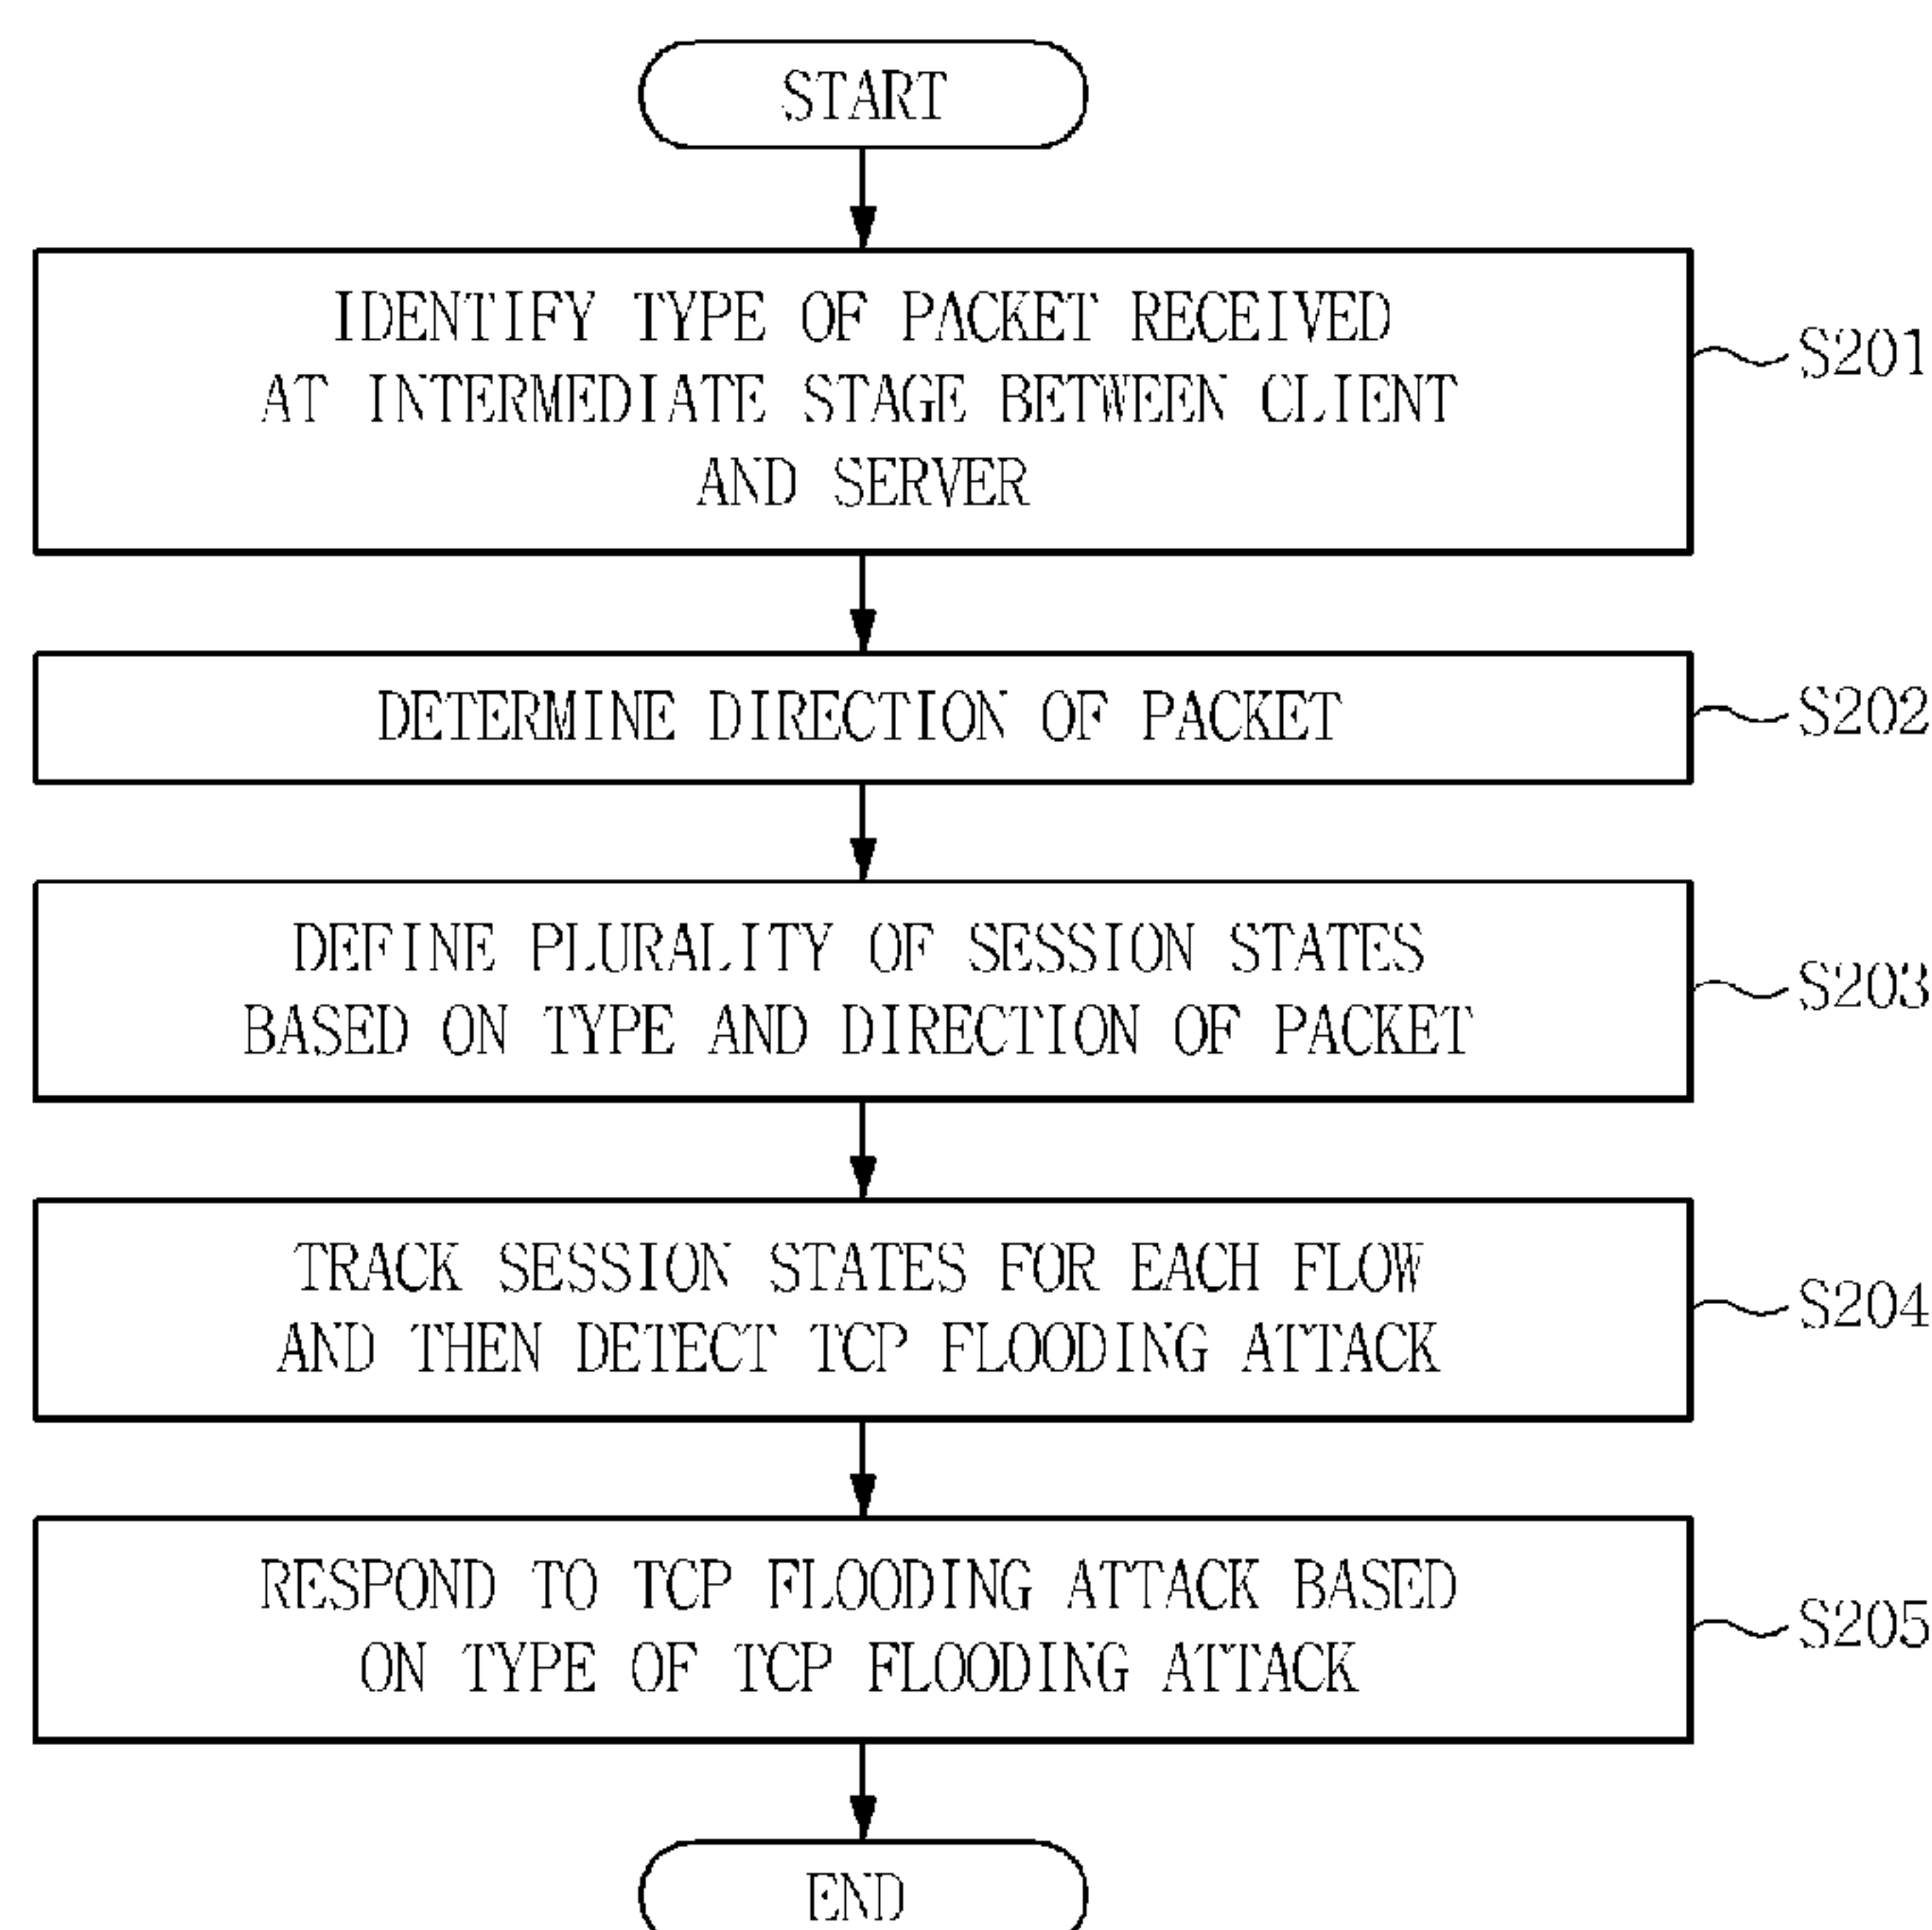 START
IDENTIFY TYPE OF PACKET RECEIVED
AT INTERMEDIATE STAGE BETWEEN CLIENT
AND SERVER
S201
DETERMINE DIRECTION OF PACKET
S202
DEFINE PLURALITY OF SESSION STATES
BASED ON TYPE AND DIRECTION OF PACKET
S203
TRACK SESSION STATES FOR EACH FLOW
AND THEN DETECT TCP FLOODING ATTACK
S204
RESPOND TO TCP FLOODING ATTACK BASED
ON TYPE OF TCP FLOODING ATTACK
S205
END